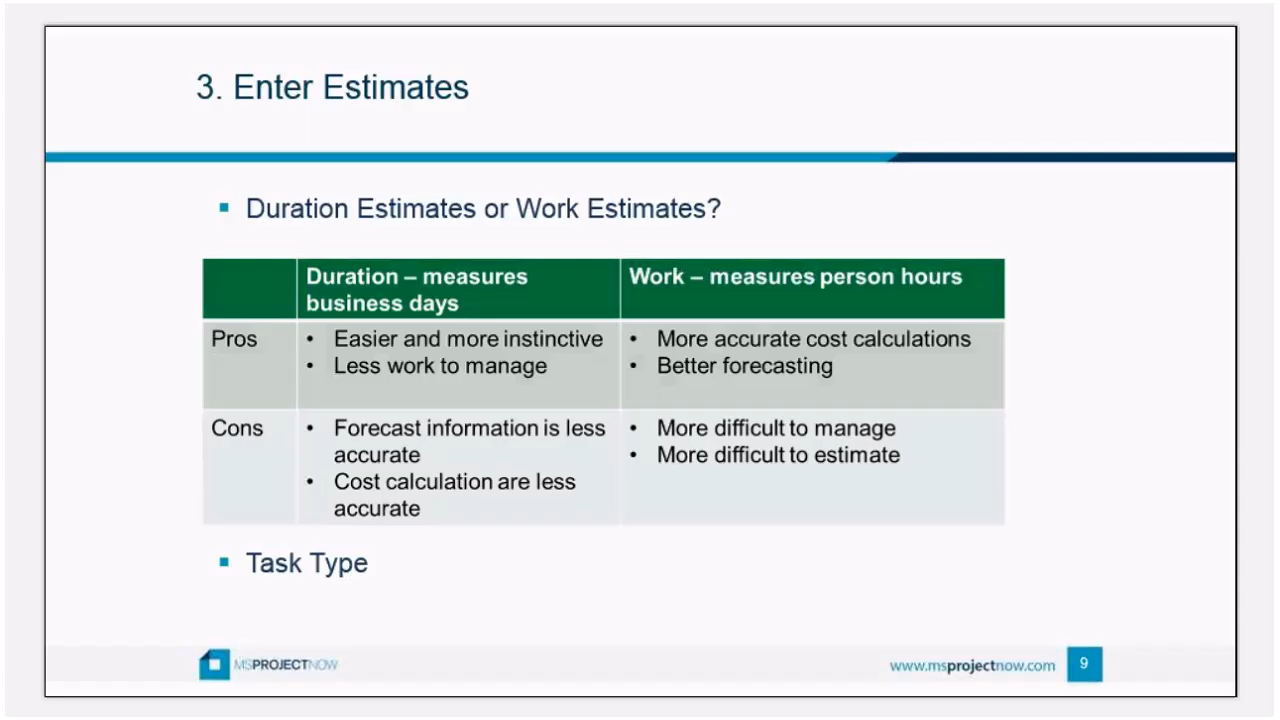 3. Enter Estimates
▪ Duration Estimates or Work Estimates?
Duration – measures
business days
Work – measures person hours
Pros
• Easier and more instinctive
• Less work to manage
• More accurate cost calculations
• Better forecasting
Cons
• Forecast information is less
accurate
• Cost calculation are less
accurate
• More difficult to manage
• More difficult to estimate
▪ Task Type
MSPROJECTNOW
www.msprojectnow.com
9